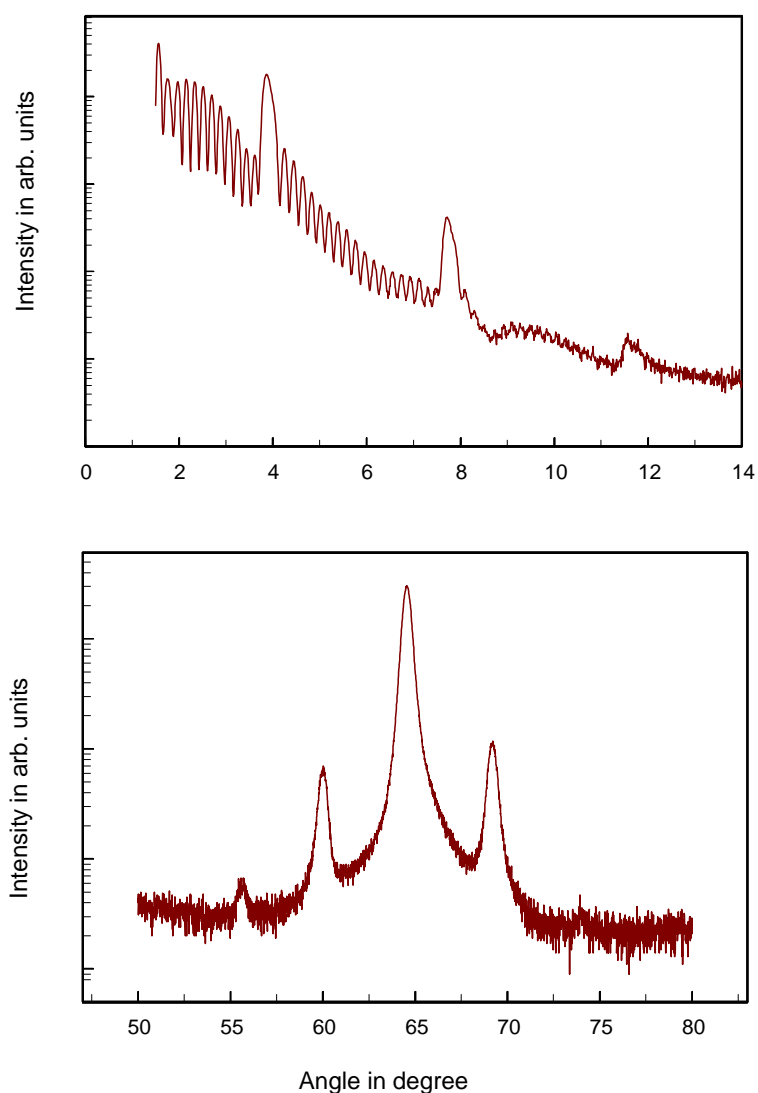 Intensity in arb. units
0 2 4 6 8 10 12 14
Intensity in arb. units
50 55 60 65 70 75 80
Angle in degree